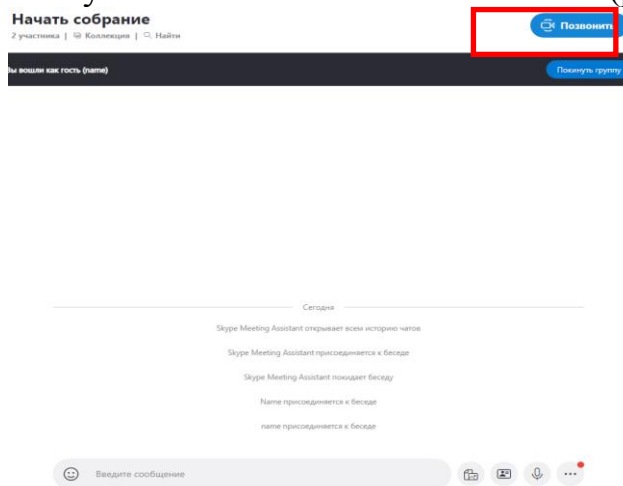 Начать собрание
Позвонить
2 участника | Коллекция | Найти
Вы вошли как гость (name)
Покинуть группу
Сегодня
Skype Meeting Assistant открывает всем историю чатов
Skype Meeting Assistant присоединяется к беседе
Skype Meeting Assistant покидает беседу
Name присоединяется к беседе
name присоединяется к беседе
Введите сообщение